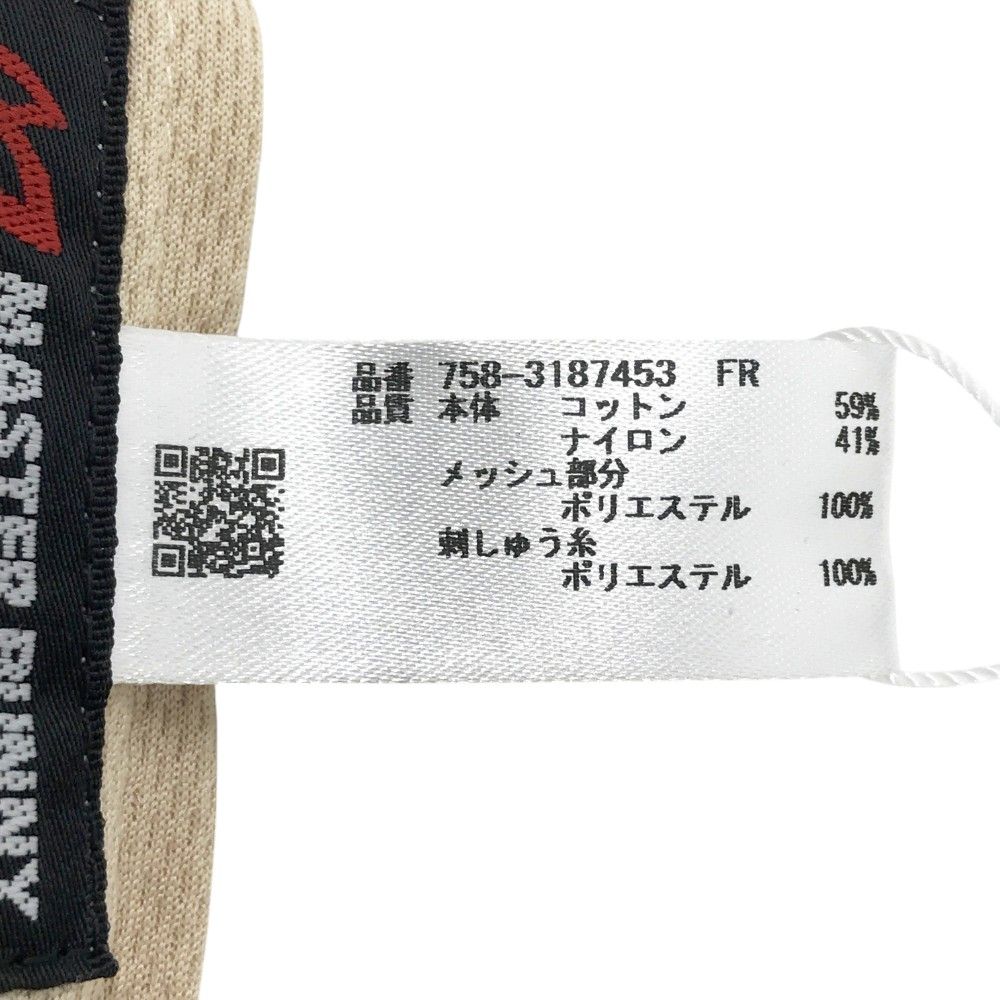 MASTER BUNNY
品番 758-3187453 FR
品質 本体 コットン 59%
ナイロン 41%
メッシュ部分
ポリエステル 100%
刺しゅう糸
ポリエステル 100%